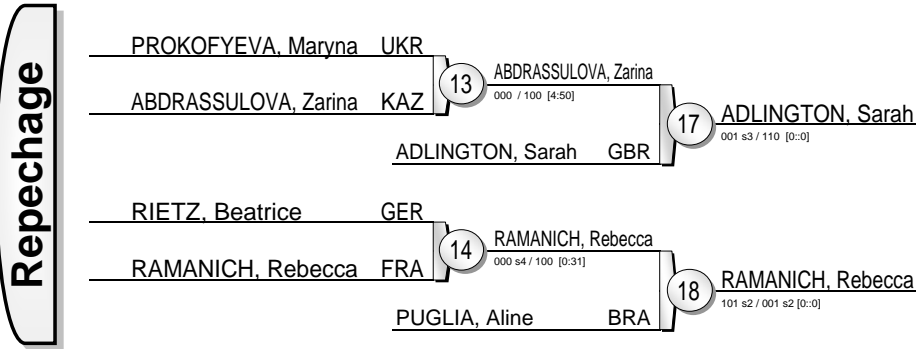 Repechage
PROKOFYEVA, Maryna UKR
ABDRASSULOVA, Zarina KAZ
13
ABDRASSULOVA, Zarina
000 / 100 [4:50]
ADLINGTON, Sarah GBR
17
ADLINGTON, Sarah
001 s3 / 110 [0::0]
RIETZ, Beatrice GER
RAMANICH, Rebecca FRA
14
RAMANICH, Rebecca
000 s4 / 100 [0:31]
PUGLIA, Aline BRA
18
RAMANICH, Rebecca
101 s2 / 001 s2 [0::0]